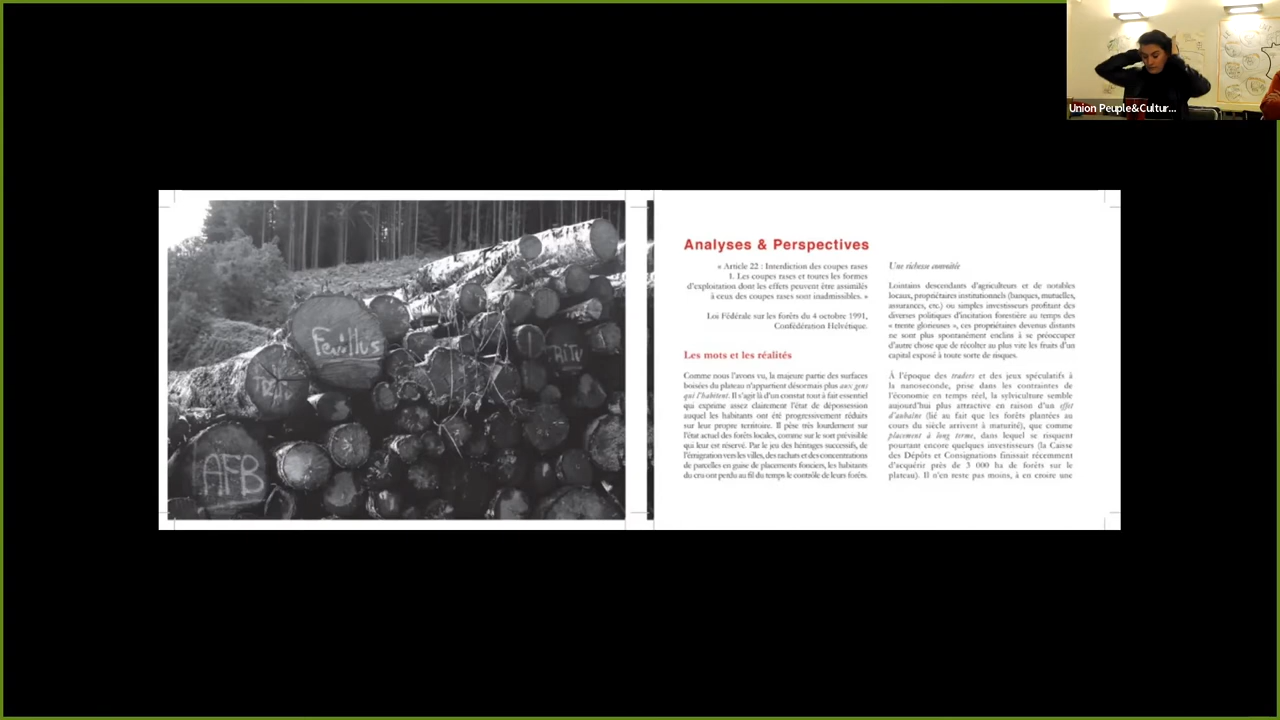 Union Peuple&Cultur...
Analyses & Perspectives
« Article 22 : Interdiction des coupes rases
1. Les coupes rases et toutes les formes
d'exploitation dont les effets peuvent être assimilés
à ceux des coupes rases sont inadmissibles. »
Loi Fédérale sur les forêts du 4 octobre 1991,
Confédération Helvétique.
Les mots et les réalités
Comme nous l'avons vu, la majeure partie des surfaces
boisées du plateau n'appartient désormais plus aux gens
qui l'habitent. Il s'agit là d'un constat tout à fait essentiel
qui exprime assez clairement l'état de dépossession
auquel les habitants ont été progressivement réduits
sur leur propre territoire. Il pèse très lourdement sur
l'état actuel des forêts locales, comme sur le sort prévisible
qui leur est réservé. Par le jeu des héritages successifs, de
l'émigration vers les villes, des rachats et des concentrations
de parcelles en guise de placements fonciers, les habitants
du cru ont perdu au fil du temps le contrôle de leurs forêts.
Une richesse convoitée
Lointains descendants d'agriculteurs et de notables
locaux, propriétaires institutionnels (banques, mutuelles,
assurances, etc.) ou simples investisseurs profitant des
diverses politiques d'incitation forestière au temps des
« trente glorieuses », ces propriétaires devenus distants
ne sont plus spontanément enclins à se préoccuper
d'autre chose que de récolter au plus vite les fruits d'un
capital exposé à toute sorte de risques.
À l'époque des traders et des jeux spéculatifs à
la nanoseconde, prise dans les contraintes de
l'économie en temps réel, la sylviculture semble
aujourd'hui plus attractive en raison d'un effet
d'aubaine (lié au fait que les forêts plantées au
cours du siècle arrivent à maturité), que comme
placement à long terme, dans lequel se risquent
pourtant encore quelques investisseurs (la Caisse
des Dépôts et Consignations finissait récemment
d'acquérir près de 3 000 ha de forêts sur le
plateau). Il n'en reste pas moins, à en croire une
AFB